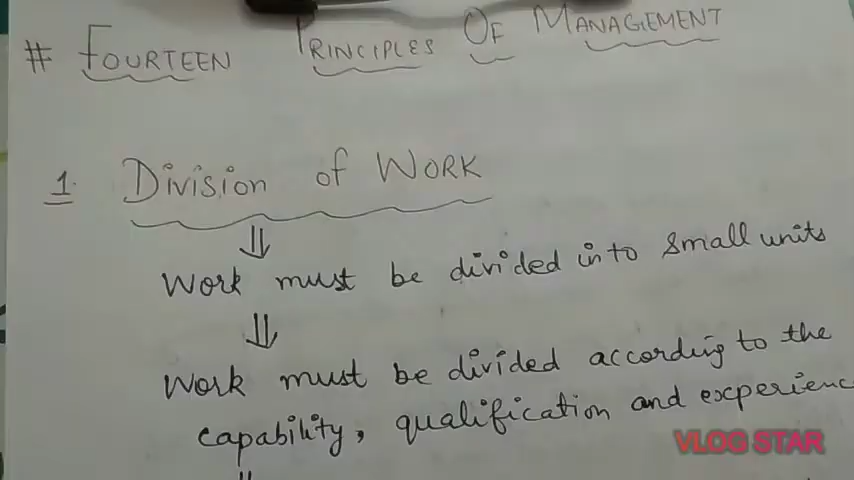 # FOURTEEN PRINCIPLES OF MANAGEMENT
1. Division of WORK
⇓
Work must be divided into small units
⇓
Work must be divided according to the
capability, qualification and experienc
VLOG STAR